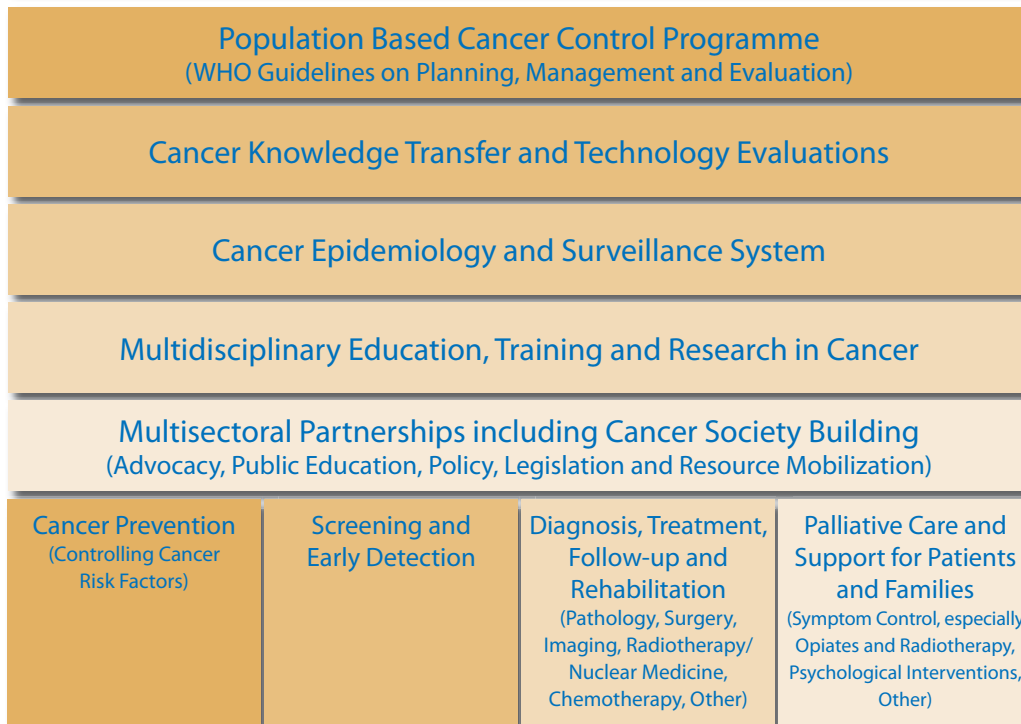 Population Based Cancer Control Programme
(WHO Guidelines on Planning, Management and Evaluation)
Cancer Knowledge Transfer and Technology Evaluations
Cancer Epidemiology and Surveillance System
Multidisciplinary Education, Training and Research in Cancer
Multisectoral Partnerships including Cancer Society Building
(Advocacy, Public Education, Policy, Legislation and Resource Mobilization)
Cancer Prevention
(Controlling Cancer
Risk Factors)
Screening and
Early Detection
Diagnosis, Treatment,
Follow-up and
Rehabilitation
(Pathology, Surgery,
Imaging, Radiotherapy/
Nuclear Medicine,
Chemotherapy, Other)
Palliative Care and
Support for Patients
and Families
(Symptom Control, especially
Opiates and Radiotherapy,
Psychological Interventions,
Other)